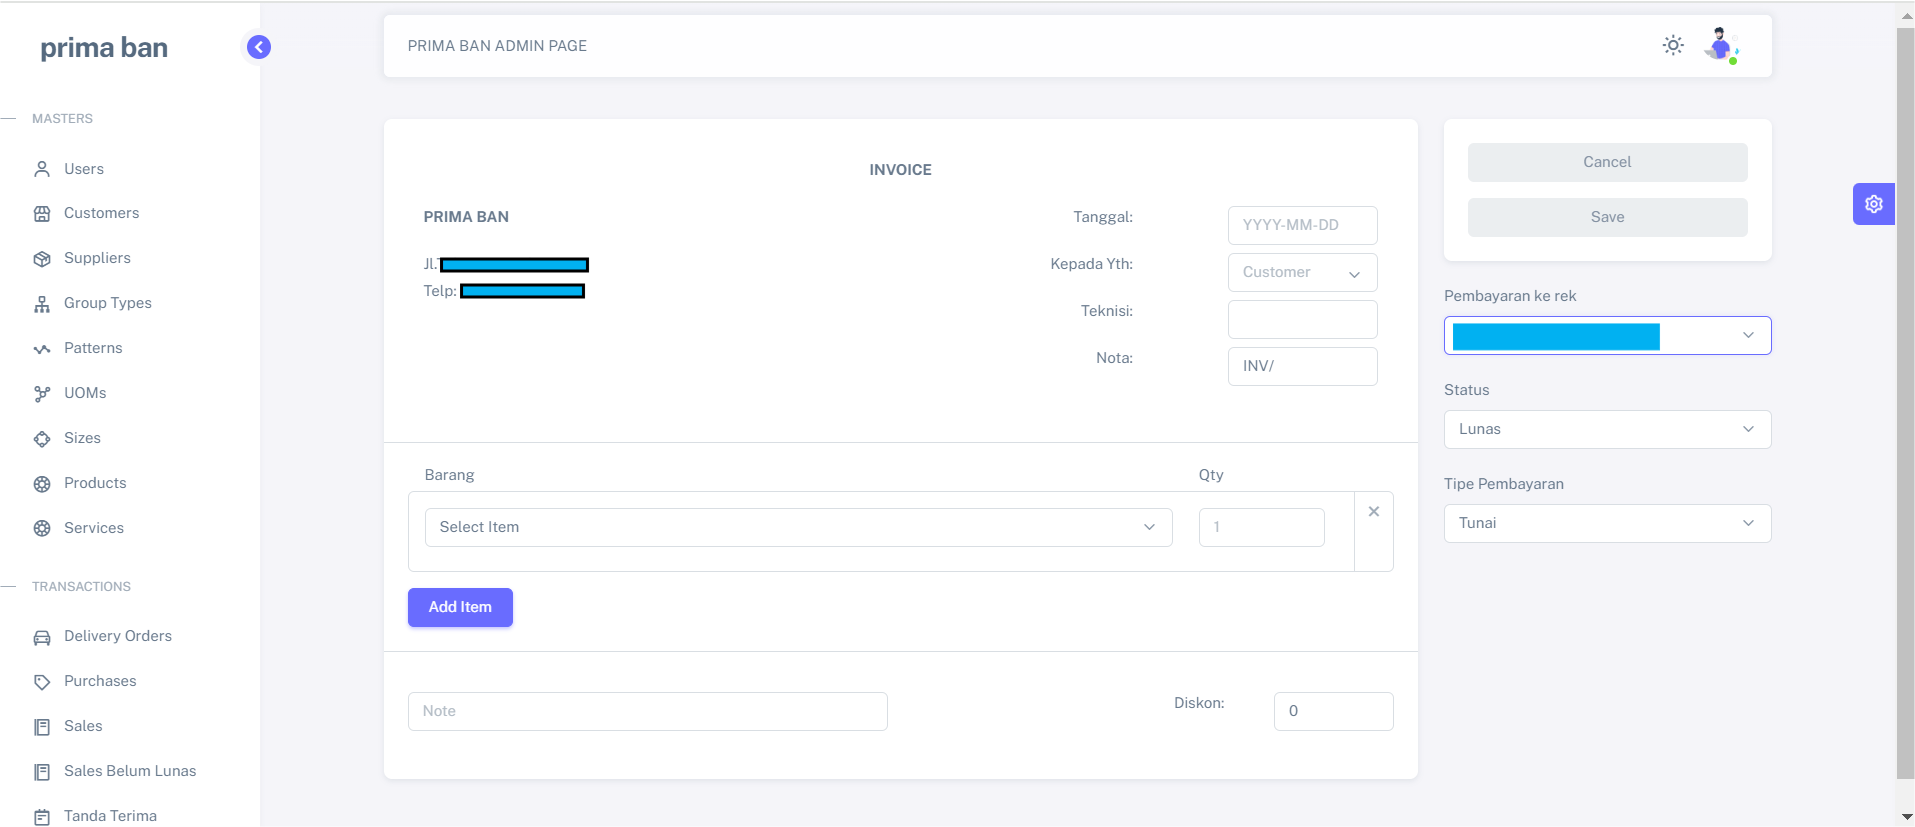 prima ban
MASTERS
Users
Customers
Suppliers
Group Types
Patterns
UOMs
Sizes
Products
Services
TRANSACTIONS
Delivery Orders
Purchases
Sales
Sales Belum Lunas
Tanda Terima
PRIMA BAN ADMIN PAGE
INVOICE
PRIMA BAN
Jl.
Telp:
Tanggal: YYYY-MM-DD
Kepada Yth: Customer
Teknisi:
Nota: INV/
Barang Qty
Select Item 1
Add Item
Note
Diskon: 0
Cancel
Save
Pembayaran ke rek
Status
Lunas
Tipe Pembayaran
Tunai